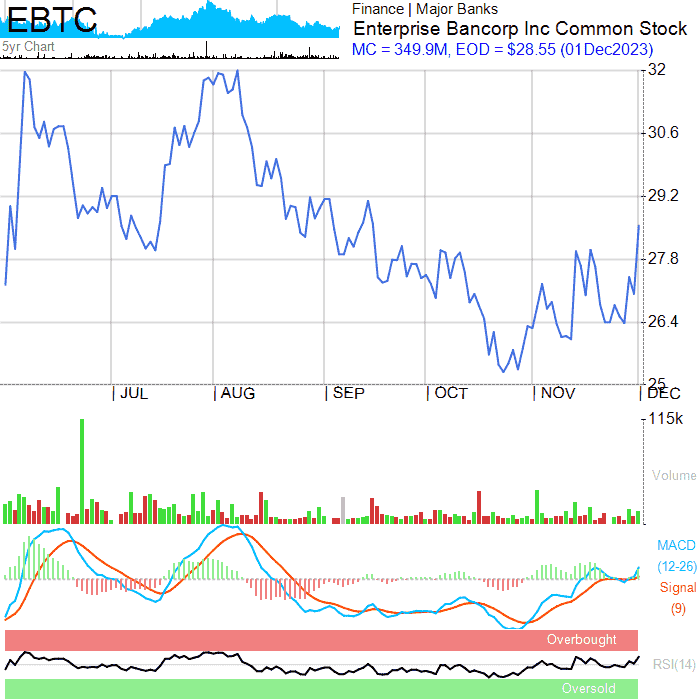 EBTC
5yr Chart
Finance | Major Banks
Enterprise Bancorp Inc Common Stock
MC = 349.9M, EOD = $28.55 (01Dec2023)
32
30.6
29.2
27.8
26.4
25
| JUL
| AUG
| SEP
| OCT
| NOV
| DEC
115k
Volume
MACD
(12-26)
Signal
(9)
Overbought
RSI(14)
Oversold